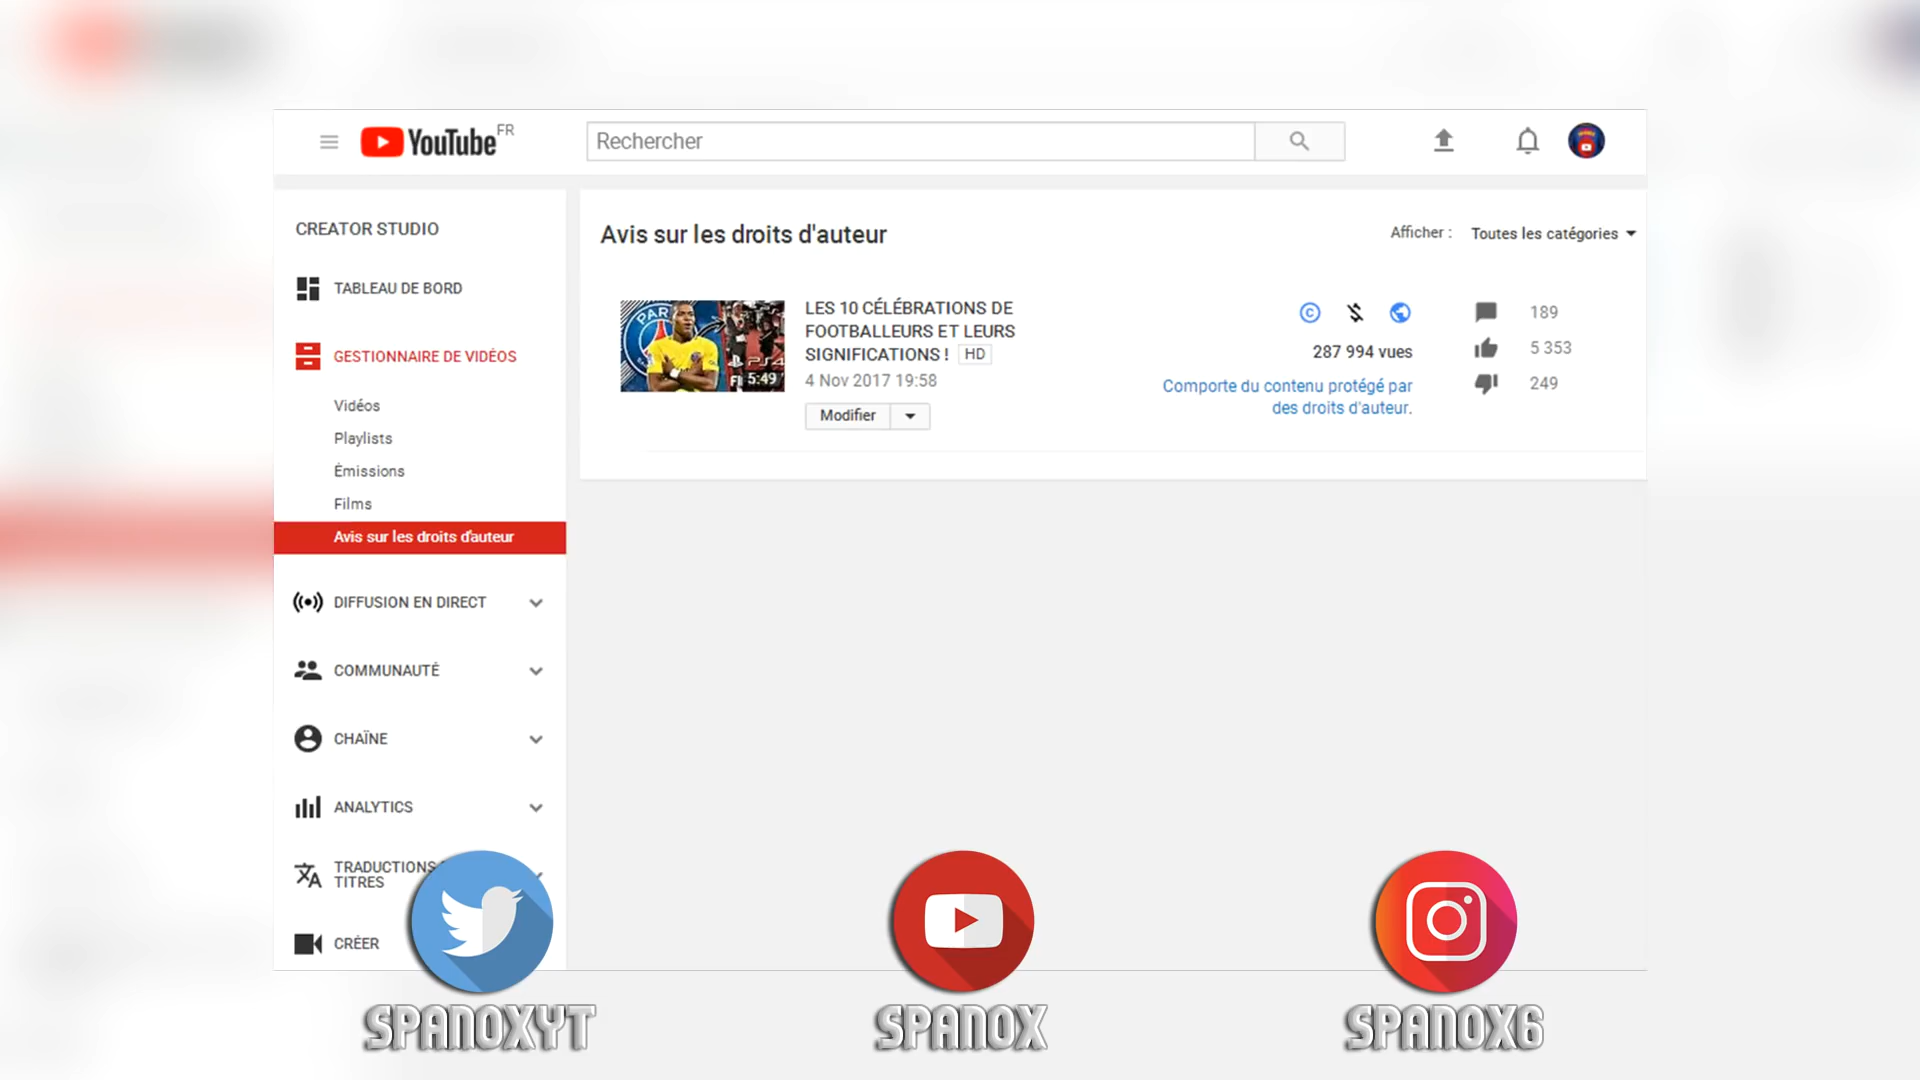 YouTube FR
Rechercher
CREATOR STUDIO
TABLEAU DE BORD
GESTIONNAIRE DE VIDÉOS
Vidéos
Playlists
Émissions
Films
Avis sur les droits d'auteur
DIFFUSION EN DIRECT
COMMUNAUTÉ
CHAÎNE
ANALYTICS
TRADUCTIONS
TITRES
CRÉER
Avis sur les droits d'auteur
Afficher : Toutes les catégories
PAR
PS4
5:49
LES 10 CÉLÉBRATIONS DE
FOOTBALLEURS ET LEURS
SIGNIFICATIONS ! HD
4 Nov 2017 19:58
Modifier
287 994 vues
Comporte du contenu protégé par
des droits d'auteur.
189
5 353
249
SPANOXYT
SPANOX
SPANOX6